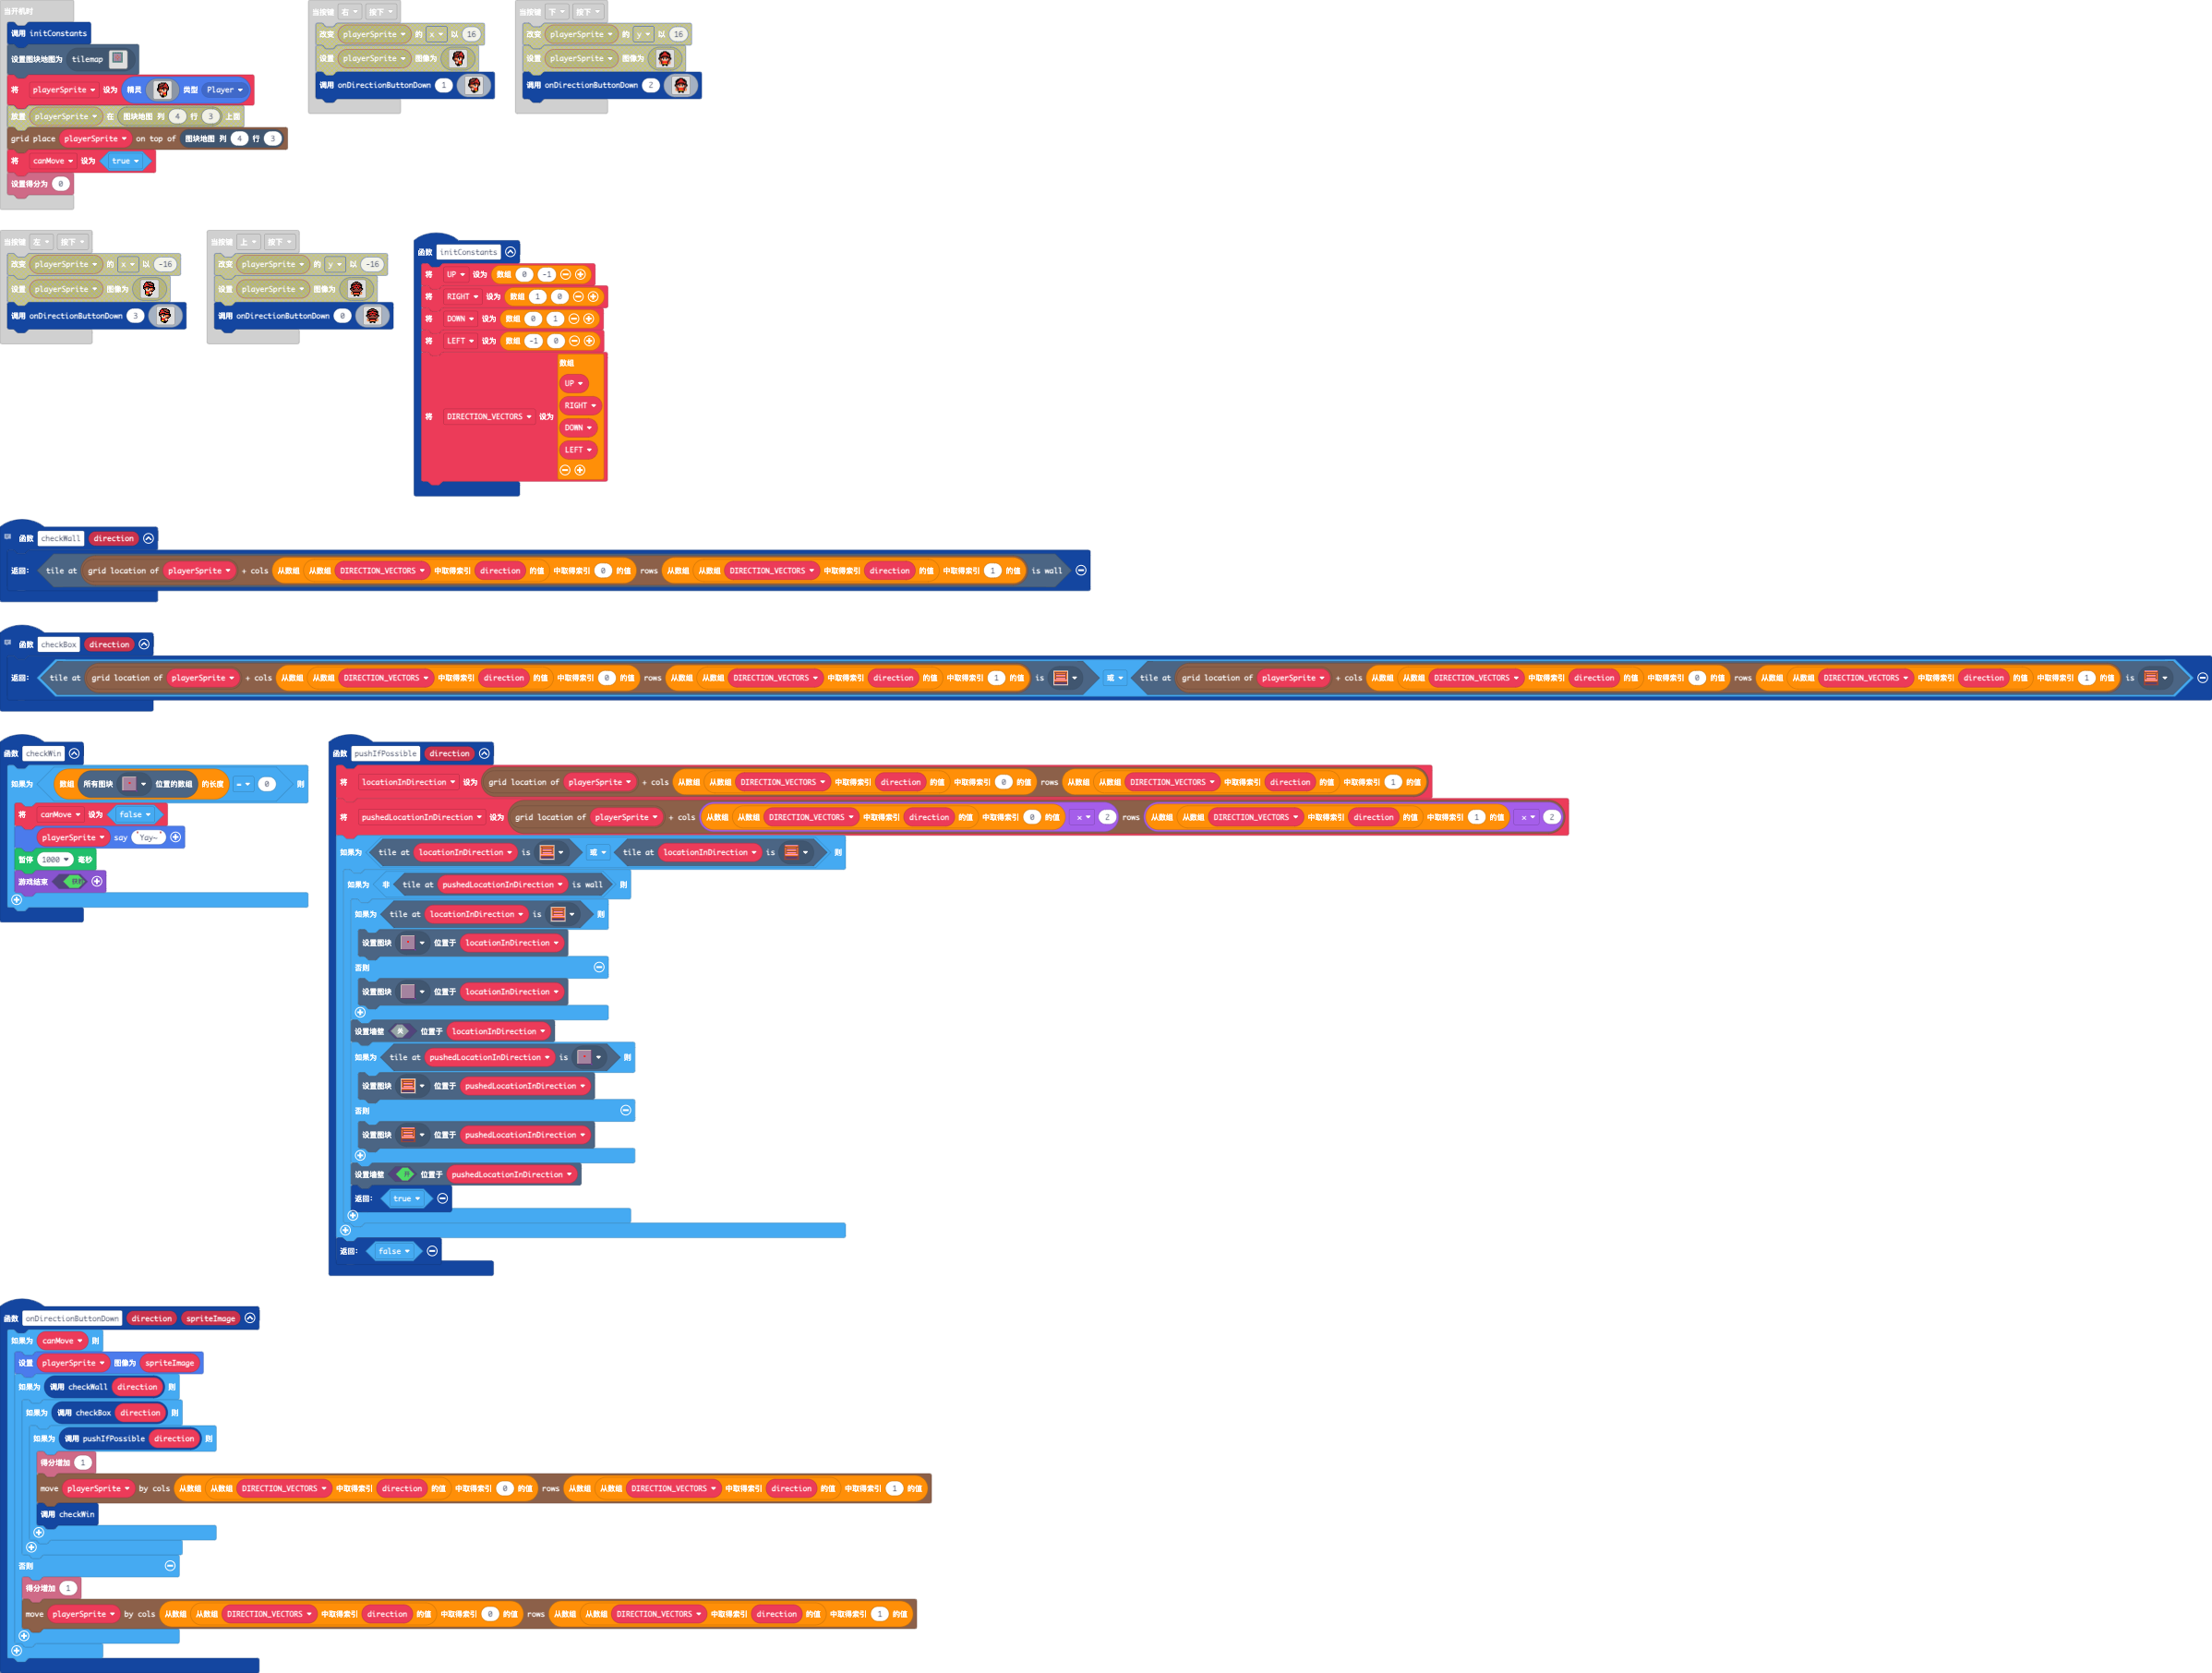 当开机时
调用 initConstants
设置图块地图为 tilemap
将 playerSprite 设为 精灵 类型 Player
放置 playerSprite 在 图块地图 列 4 行 3 上面
grid place playerSprite on top of 图块地图 列 4 行 3
将 canMove 设为 true
设置得分为 0
当按键 右 按下
改变 playerSprite 的 x 以 16
设置 playerSprite 图像为
调用 onDirectionButtonDown 1
当按键 下 按下
改变 playerSprite 的 y 以 16
设置 playerSprite 图像为
调用 onDirectionButtonDown 2
当按键 左 按下
改变 playerSprite 的 x 以 -16
设置 playerSprite 图像为
调用 onDirectionButtonDown 3
当按键 上 按下
改变 playerSprite 的 y 以 -16
设置 playerSprite 图像为
调用 onDirectionButtonDown 0
函数 initConstants
将 UP 设为 数组 0 -1
将 RIGHT 设为 数组 1 0
将 DOWN 设为 数组 0 1
将 LEFT 设为 数组 -1 0
数组
UP
RIGHT
将 DIRECTION_VECTORS 设为
DOWN
LEFT
函数 checkWall direction
返回: tile at grid location of playerSprite + cols 从数组 从数组 DIRECTION_VECTORS 中取得索引 direction 的值 中取得索引 0 的值 rows 从数组 从数组 DIRECTION_VECTORS 中取得索引 direction 的值 中取得索引 1 的值 is wall
函数 checkBox direction
返回: tile at grid location of playerSprite + cols 从数组 从数组 DIRECTION_VECTORS 中取得索引 direction 的值 中取得索引 0 的值 rows 从数组 从数组 DIRECTION_VECTORS 中取得索引 direction 的值 中取得索引 1 的值 is 或 tile at grid location of playerSprite + cols 从数组 从数组 DIRECTION_VECTORS 中取得索引 direction 的值 中取得索引 0 的值 rows 从数组 从数组 DIRECTION_VECTORS 中取得索引 direction 的值 中取得索引 1 的值 is
函数 checkWin
如果为 数组 所有图块 位置的数组 的长度 = 0 则
将 canMove 设为 false
playerSprite say "Yay~"
暂停 1000 毫秒
游戏结束
函数 pushIfPossible direction
将 locationInDirection 设为 grid location of playerSprite + cols 从数组 从数组 DIRECTION_VECTORS 中取得索引 direction 的值 中取得索引 0 的值 rows 从数组 从数组 DIRECTION_VECTORS 中取得索引 direction 的值 中取得索引 1 的值
将 pushedLocationInDirection 设为 grid location of playerSprite + cols 从数组 从数组 DIRECTION_VECTORS 中取得索引 direction 的值 中取得索引 0 的值 × 2 rows 从数组 从数组 DIRECTION_VECTORS 中取得索引 direction 的值 中取得索引 1 的值 × 2
如果为 tile at locationInDirection is 或 tile at locationInDirection is 则
如果为 非 tile at pushedLocationInDirection is wall 则
如果为 tile at locationInDirection is 则
设置图块 位置于 locationInDirection
否则
设置图块 位置于 locationInDirection
设置墙壁 关 位置于 locationInDirection
如果为 tile at pushedLocationInDirection is 则
设置图块 位置于 pushedLocationInDirection
否则
设置图块 位置于 pushedLocationInDirection
设置墙壁 位置于 pushedLocationInDirection
返回: true
返回: false
函数 onDirectionButtonDown direction spriteImage
如果为 canMove 则
设置 playerSprite 图像为 spriteImage
如果为 调用 checkWall direction 则
如果为 调用 checkBox direction 则
如果为 调用 pushIfPossible direction 则
得分增加 1
move playerSprite by cols 从数组 从数组 DIRECTION_VECTORS 中取得索引 direction 的值 中取得索引 0 的值 rows 从数组 从数组 DIRECTION_VECTORS 中取得索引 direction 的值 中取得索引 1 的值
调用 checkWin
否则
得分增加 1
move playerSprite by cols 从数组 从数组 DIRECTION_VECTORS 中取得索引 direction 的值 中取得索引 0 的值 rows 从数组 从数组 DIRECTION_VECTORS 中取得索引 direction 的值 中取得索引 1 的值